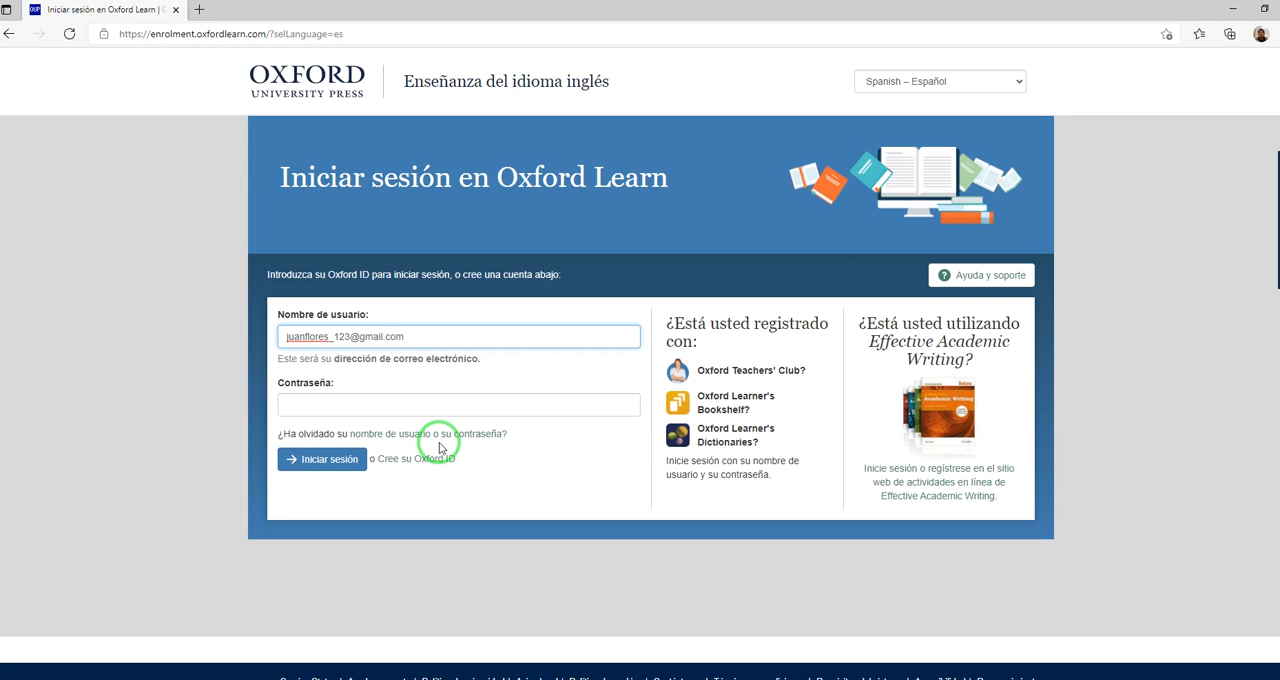 Iniciar sesión en Oxford Learn | O
https://enrolment.oxfordlearn.com/?selLanguage=es
OXFORD
UNIVERSITY PRESS
Enseñanza del idioma inglés
Spanish – Español
Iniciar sesión en Oxford Learn
Introduzca su Oxford ID para iniciar sesión, o cree una cuenta abajo:
Ayuda y soporte
Nombre de usuario:
juanflores_123@gmail.com
Este será su dirección de correo electrónico.
Contraseña:
¿Ha olvidado su nombre de usuario o su contraseña?
Iniciar sesión o Cree su Oxford ID
¿Está usted registrado
con:
Oxford Teachers' Club?
Oxford Learner's
Bookshelf?
Oxford Learner's
Dictionaries?
Inicie sesión con su nombre de
usuario y su contraseña.
¿Está usted utilizando
Effective Academic
Writing?
Inicie sesión o regístrese en el sitio
web de actividades en línea de
Effective Academic Writing.